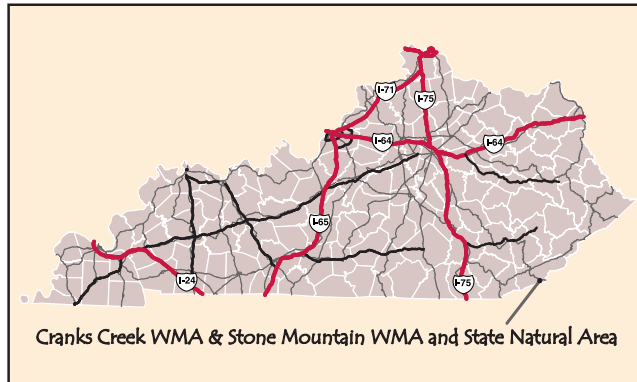 I-71
I-75
I-64
I-64
I-65
I-24
I-75
Cranks Creek WMA & Stone Mountain WMA and State Natural Area